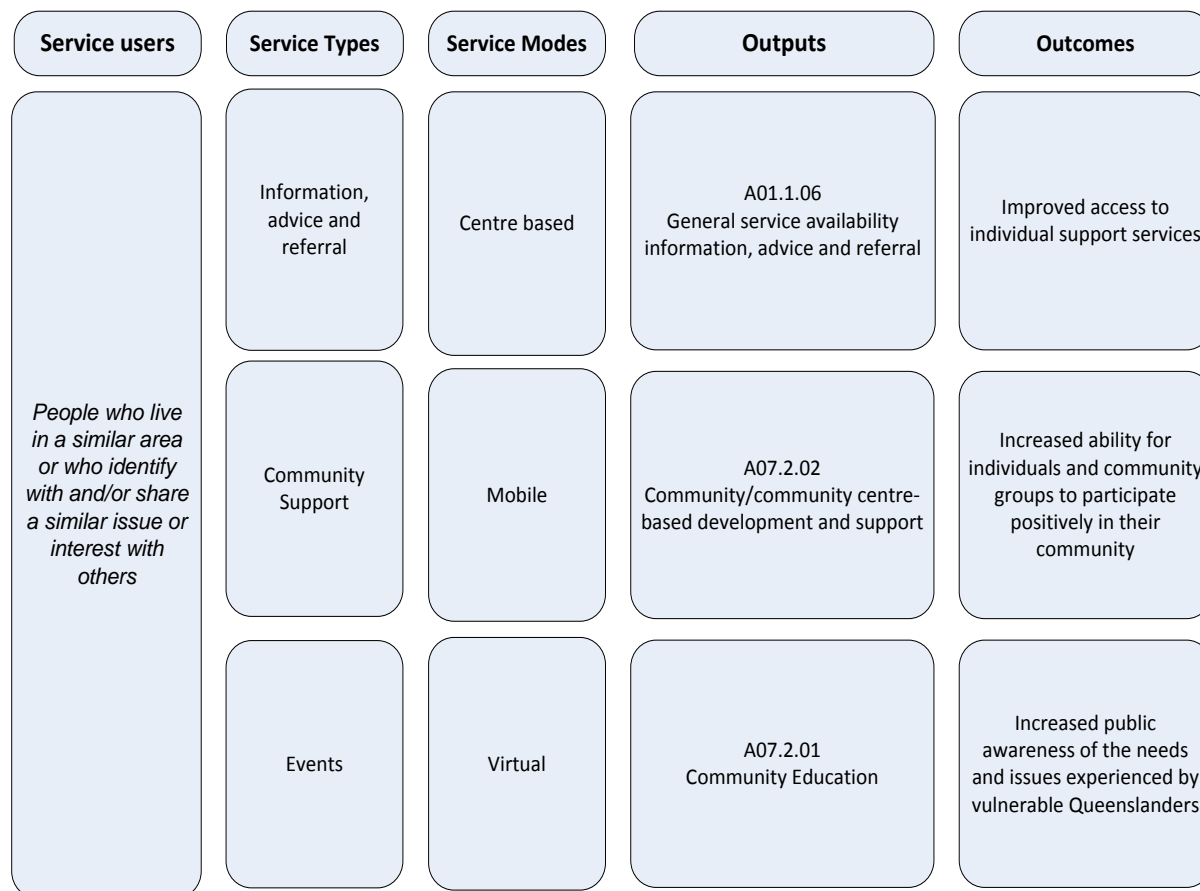 Service users
Service Types
Service Modes
Outputs
Outcomes
People who live
in a similar area
or who identify
with and/or share
a similar issue or
interest with
others
Information,
advice and
referral
Centre based
A01.1.06
General service availability
information, advice and referral
Improved access to
individual support services
Community
Support
Mobile
A07.2.02
Community/community centre-
based development and support
Increased ability for
individuals and community
groups to participate
positively in their
community
Events
Virtual
A07.2.01
Community Education
Increased public
awareness of the needs
and issues experienced by
vulnerable Queenslanders